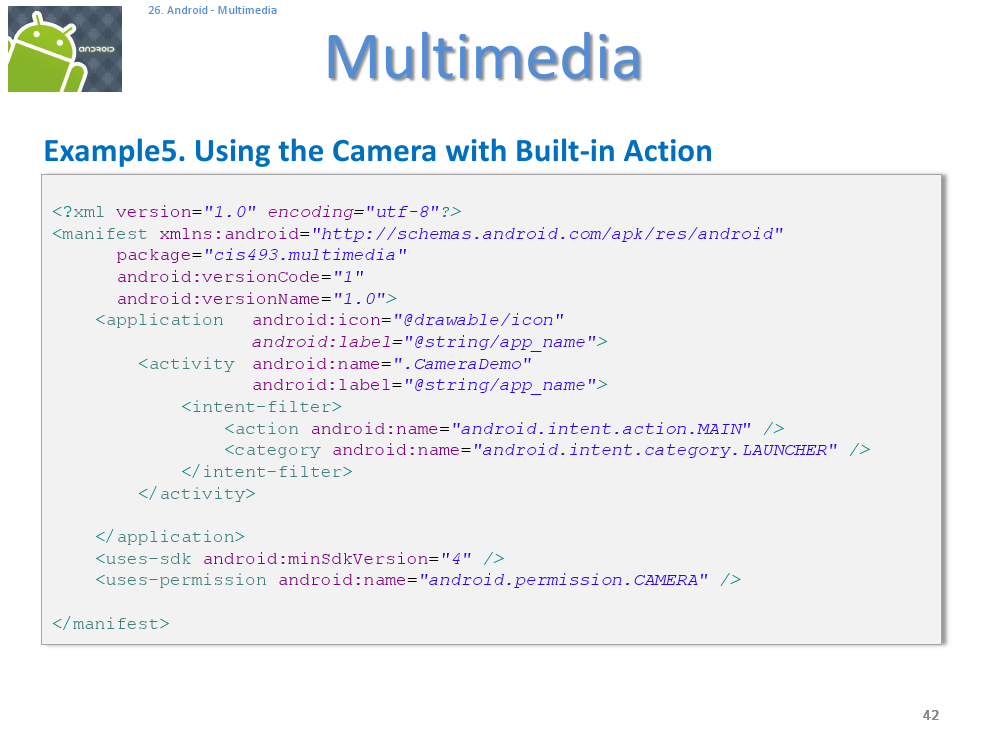 26. Android - Multimedia
ANDROID
Multimedia
Example5. Using the Camera with Built-in Action
<?xml version="1.0" encoding="utf-8"?>
<manifest xmlns:android="http://schemas.android.com/apk/res/android"
      package="cis493.multimedia"
      android:versionCode="1"
      android:versionName="1.0">
    <application   android:icon="@drawable/icon"
                   android:label="@string/app_name">
        <activity  android:name=".CameraDemo"
                   android:label="@string/app_name">
            <intent-filter>
                <action android:name="android.intent.action.MAIN" />
                <category android:name="android.intent.category.LAUNCHER" />
            </intent-filter>
        </activity>
    </application>
    <uses-sdk android:minSdkVersion="4" />
    <uses-permission android:name="android.permission.CAMERA" />
</manifest>
42